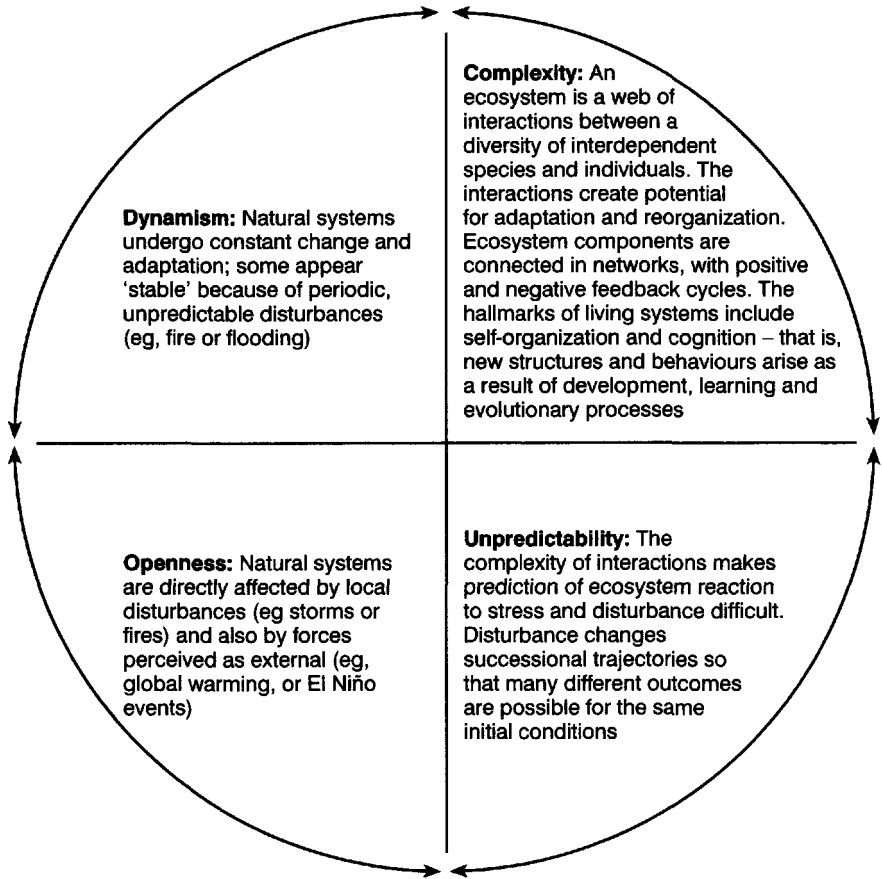 Complexity: An
ecosystem is a web of
interactions between a
diversity of interdependent
species and individuals. The
interactions create potential
for adaptation and reorganization.
Ecosystem components are
connected in networks, with positive
and negative feedback cycles. The
hallmarks of living systems include
self-organization and cognition – that is,
new structures and behaviours arise as
a result of development, learning and
evolutionary processes
Dynamism: Natural systems
undergo constant change and
adaptation; some appear
'stable' because of periodic,
unpredictable disturbances
(eg, fire or flooding)
Openness: Natural systems
are directly affected by local
disturbances (eg storms or
fires) and also by forces
perceived as external (eg,
global warming, or El Niño
events)
Unpredictability: The
complexity of interactions makes
prediction of ecosystem reaction
to stress and disturbance difficult.
Disturbance changes
successional trajectories so
that many different outcomes
are possible for the same
initial conditions